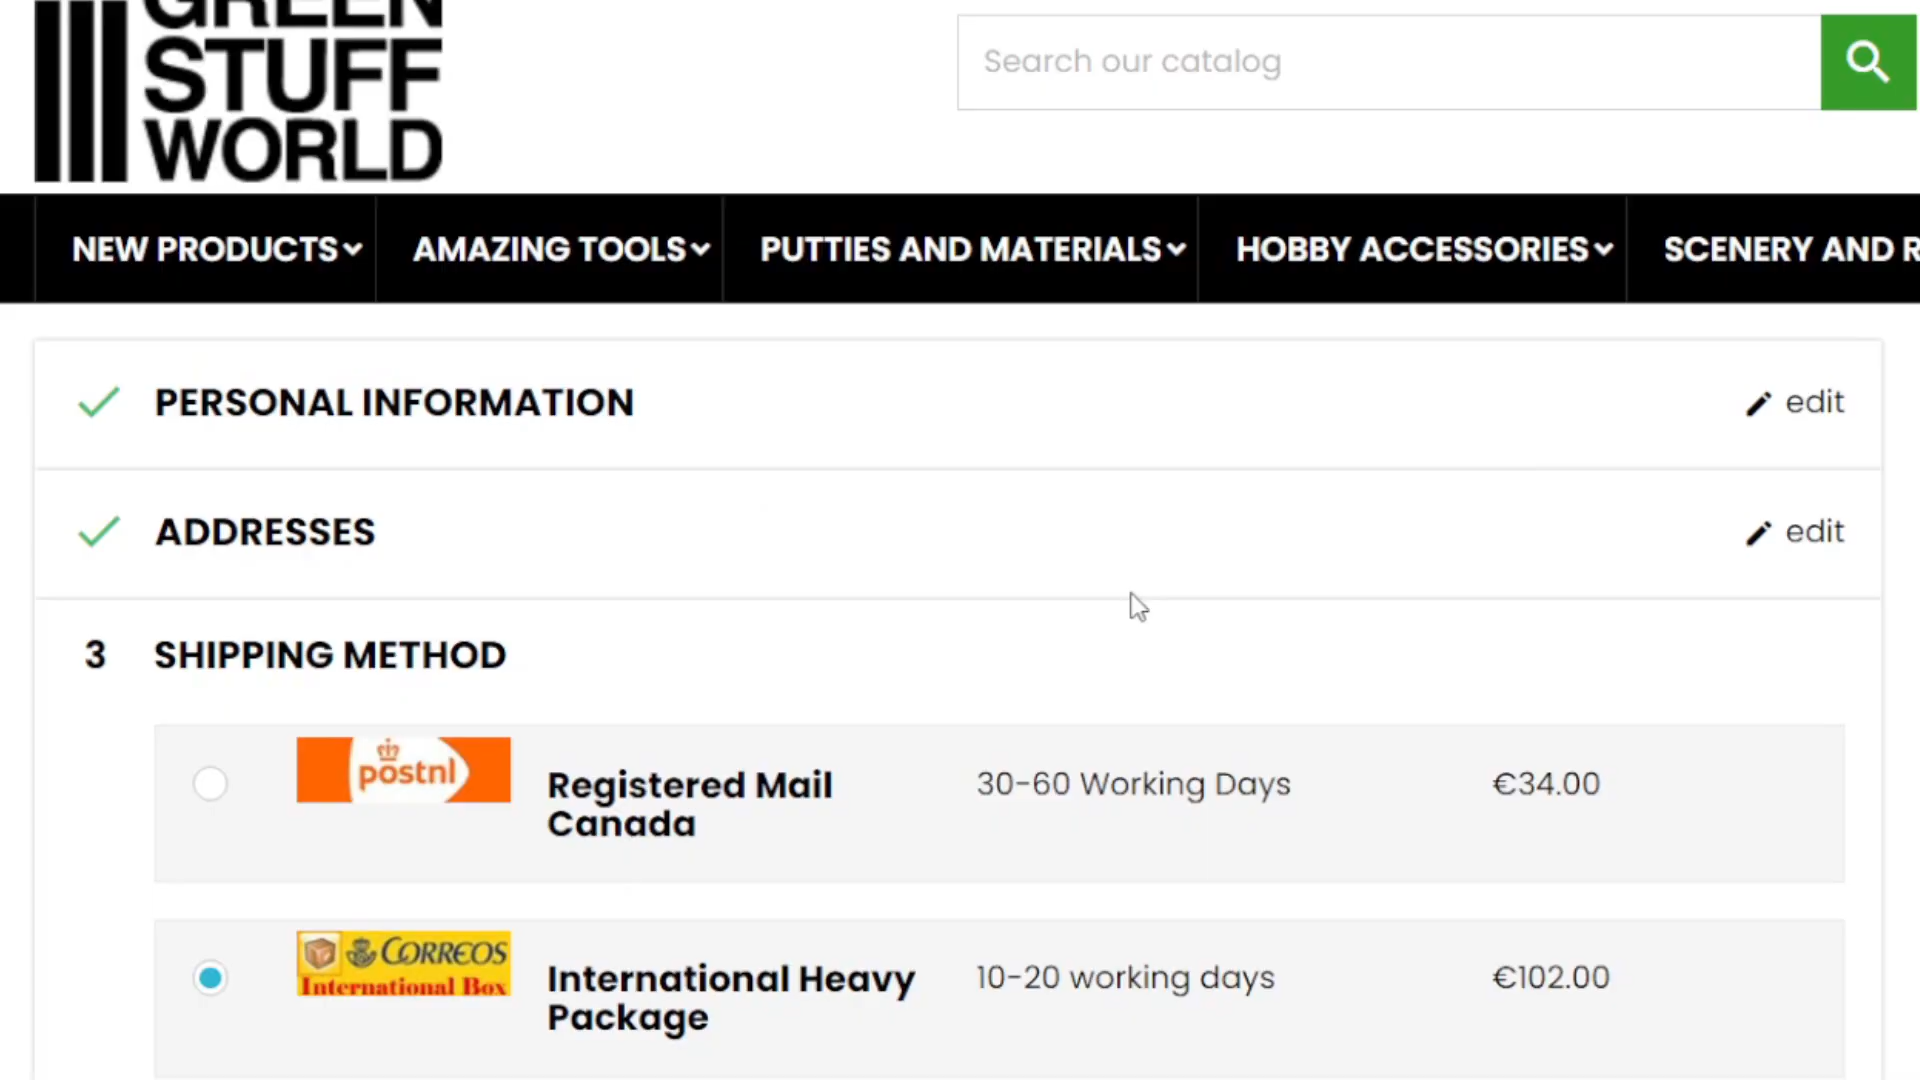 GREEN
STUFF
WORLD
Search our catalog
NEW PRODUCTS AMAZING TOOLS PUTTIES AND MATERIALS HOBBY ACCESSORIES SCENERY AND R
PERSONAL INFORMATION edit
ADDRESSES edit
3 SHIPPING METHOD
postnl
Registered Mail 30-60 Working Days €34.00
Canada
CORREOS
International Box
International Heavy 10-20 working days €102.00
Package